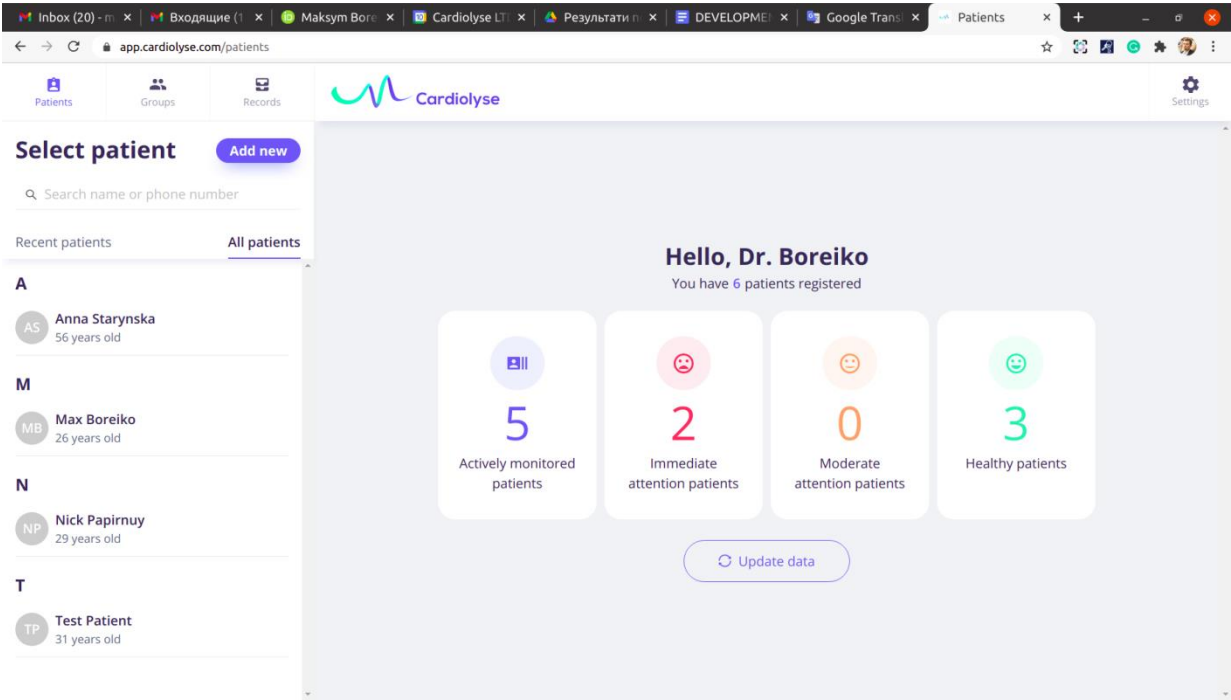 Inbox (20) - m
Входящие (1
Maksym Bore
Cardiolyse LT
Результати п
DEVELOPME
Google Transl
Patients
app.cardiolyse.com/patients
Patients
Groups
Records
Cardiolyse
Settings
Select patient
Add new
Search name or phone number
Recent patients
All patients
A
AS
Anna Starynska
56 years old
M
MB
Max Boreiko
26 years old
N
NP
Nick Papirnuy
29 years old
T
TP
Test Patient
31 years old
Hello, Dr. Boreiko
You have 6 patients registered
5
Actively monitored
patients
2
Immediate
attention patients
0
Moderate
attention patients
3
Healthy patients
Update data